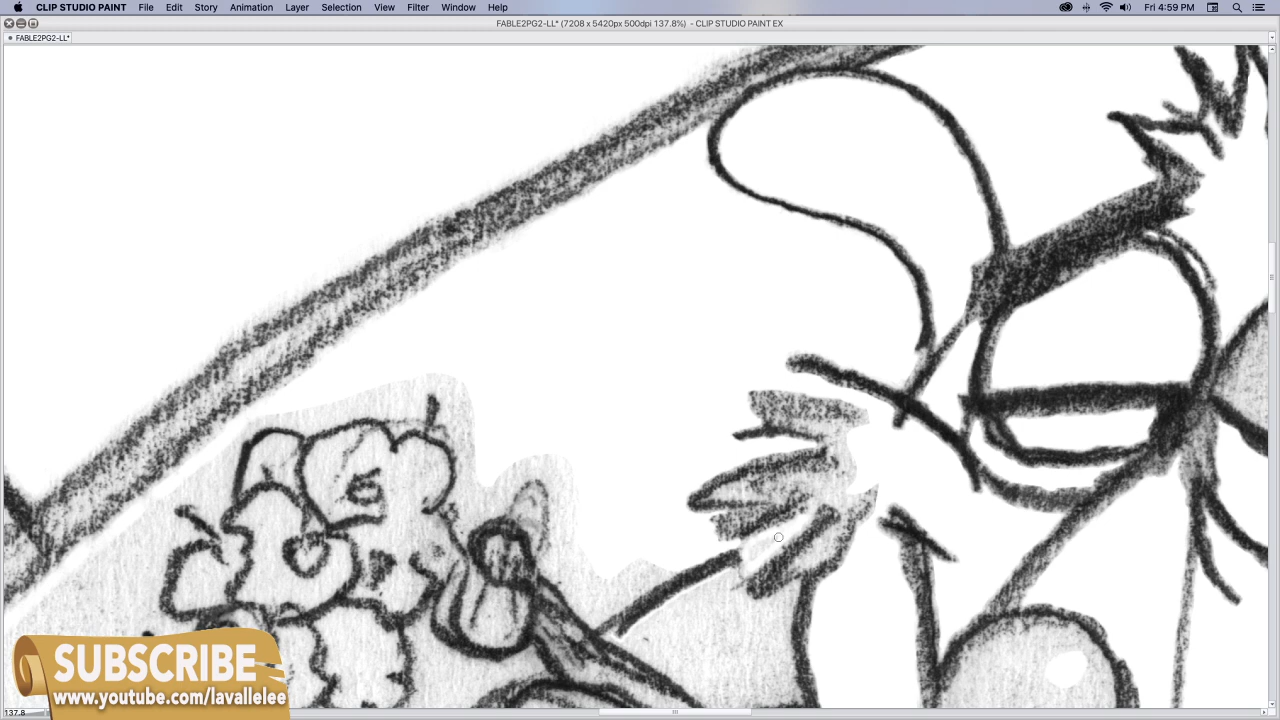 CLIP STUDIO PAINT File Edit Story Animation Layer Selection View Filter Window Help Fri 4:59 PM
FABLE2PG2-LL* (7208 x 5420px 500dpi 137.8%) - CLIP STUDIO PAINT EX
FABLE2PG2-LL*
SUBSCRIBE
www.youtube.com/lavallelee
137.8